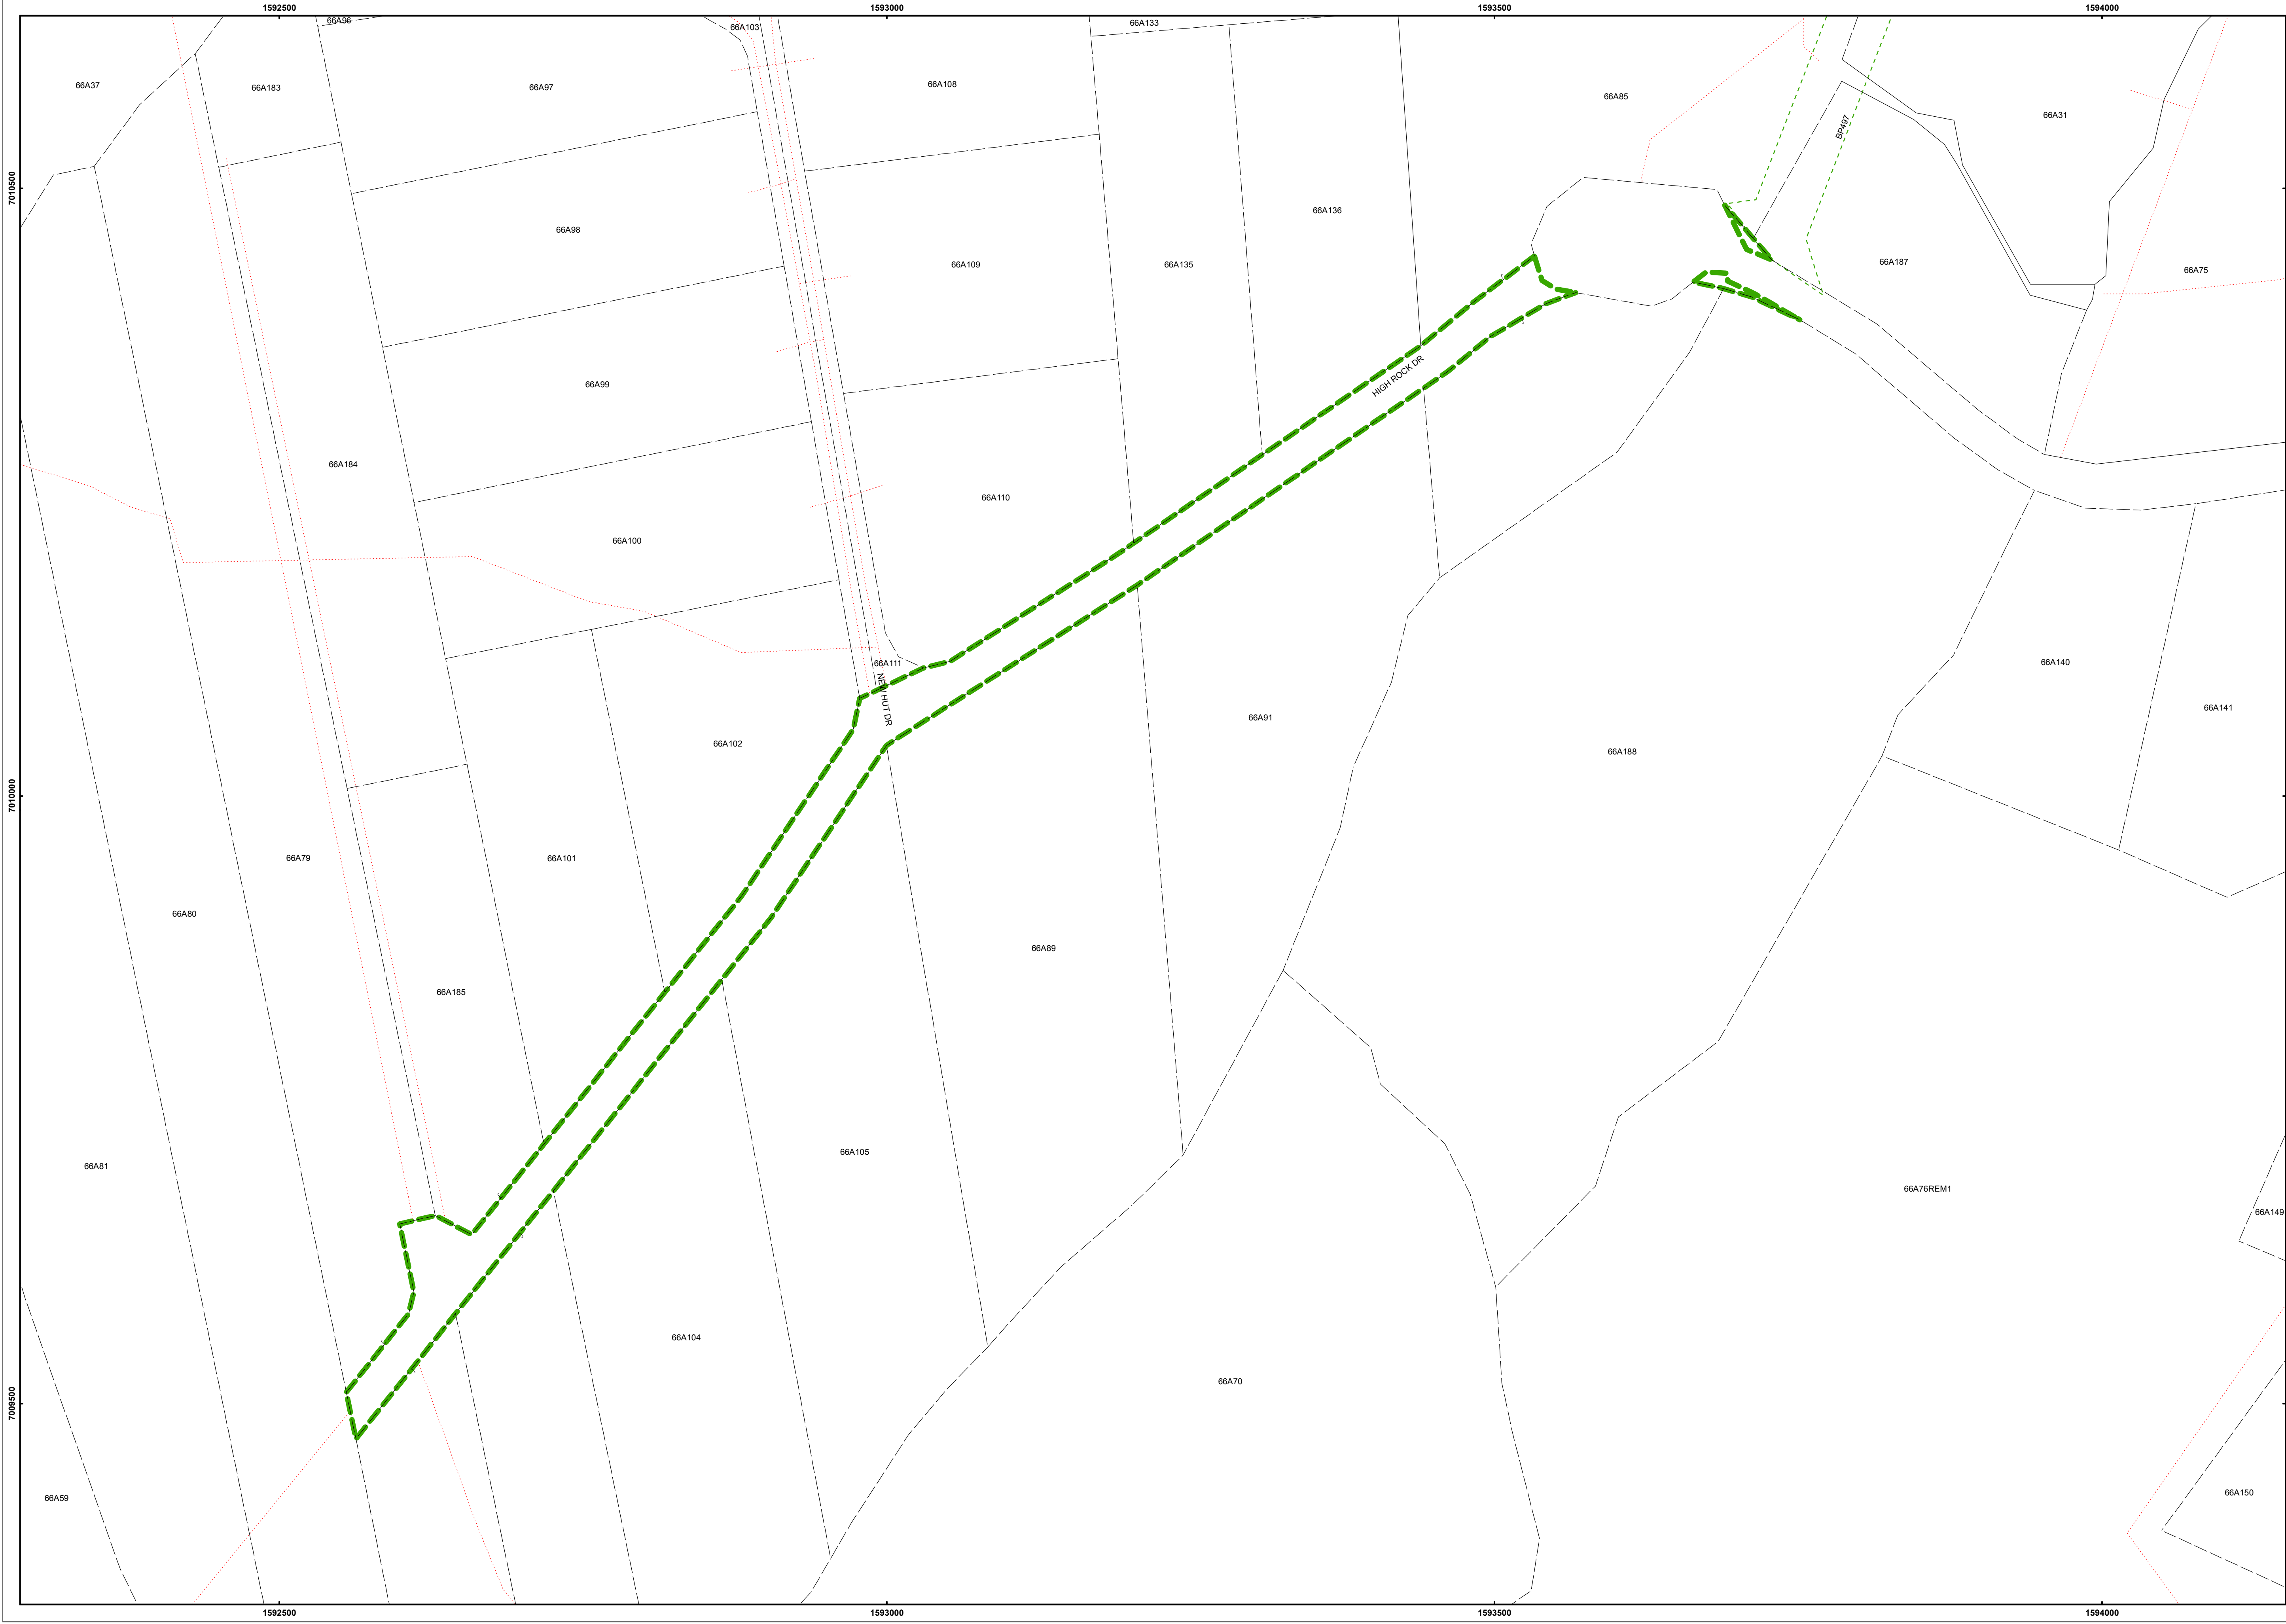 1592500
1593000
1593500
1594000
66A96
66A103
66A133
66A37
66A183
66A97
66A108
66A85
66A31
BP497
7010500
66A98
66A109
66A135
66A136
66A187
66A75
66A99
HIGH ROCK DR
66A184
66A110
66A100
66A111
NEW HUT DR
66A102
66A91
66A188
66A140
66A141
7010000
66A79
66A101
66A80
66A89
66A185
66A81
66A105
66A76REM1
66A149
66A104
66A70
7009500
66A59
66A150
1592500
1593000
1593500
1594000